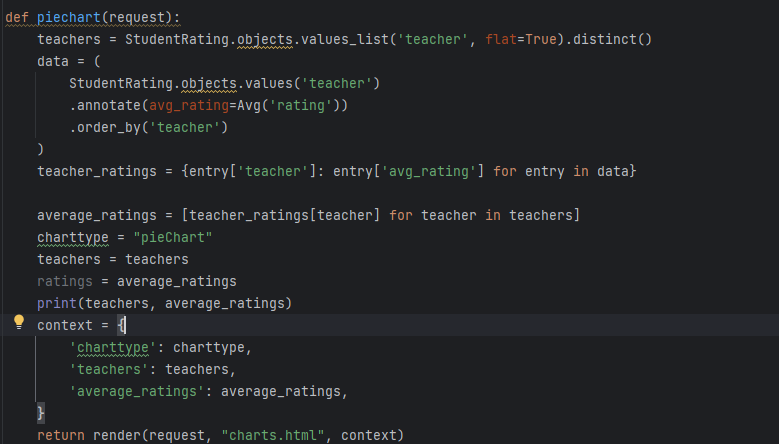 def piechart(request):
    teachers = StudentRating.objects.values_list('teacher', flat=True).distinct()
    data = (
        StudentRating.objects.values('teacher')
        .annotate(avg_rating=Avg('rating'))
        .order_by('teacher')
    )
    teacher_ratings = {entry['teacher']: entry['avg_rating'] for entry in data}
    average_ratings = [teacher_ratings[teacher] for teacher in teachers]
    charttype = "pieChart"
    teachers = teachers
    ratings = average_ratings
    print(teachers, average_ratings)
    context = {
        'charttype': charttype,
        'teachers': teachers,
        'average_ratings': average_ratings,
    }
    return render(request, "charts.html", context)